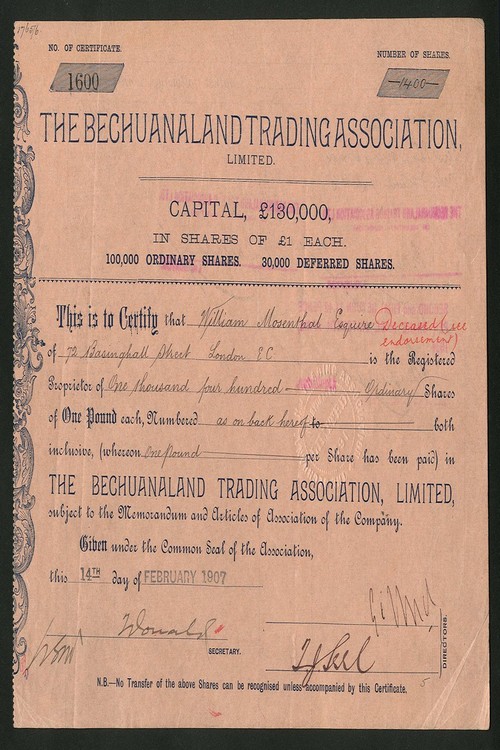 17656
NO. OF CERTIFICATE.
NUMBER OF SHARES.
1600
1400
THE BECHUANALAND TRADING ASSOCIATION,
LIMITED.
CAPITAL, £130,000,
IN SHARES OF £1 EACH.
100,000 ORDINARY SHARES. 30,000 DEFERRED SHARES.
This is to Certify that William Mosenthal Esquire Deceased (see
endorsement)
of 72 Basinghall Street London E C is the Registered
Proprietor of One thousand four hundred Ordinary Shares
of One Pound each, Numbered as on back hereof to both
inclusive, (whereon One Pound per Share has been paid) in
THE BECHUANALAND TRADING ASSOCIATION, LIMITED,
subject to the Memorandum and Articles of Association of the Company.
Given under the Common Seal of the Association,
this 14TH day of FEBRUARY 1907
SECRETARY.
DIRECTORS.
N.B.—No Transfer of the above Shares can be recognised unless accompanied by this Certificate.